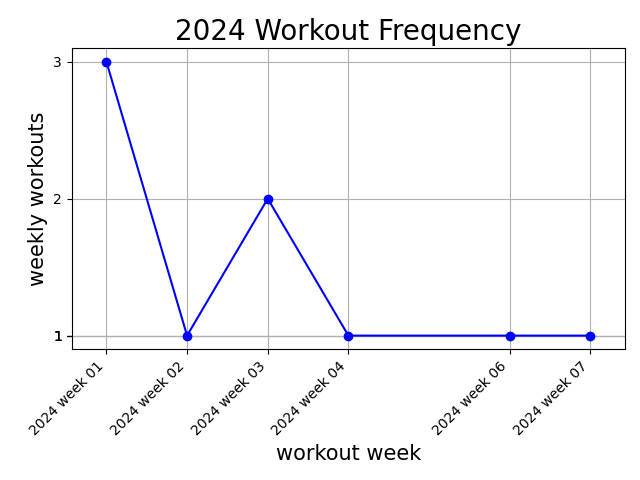 2024 Workout Frequency
weekly workouts
3
2
1
2024 week 01
2024 week 02
2024 week 03
2024 week 04
2024 week 06
2024 week 07
workout week